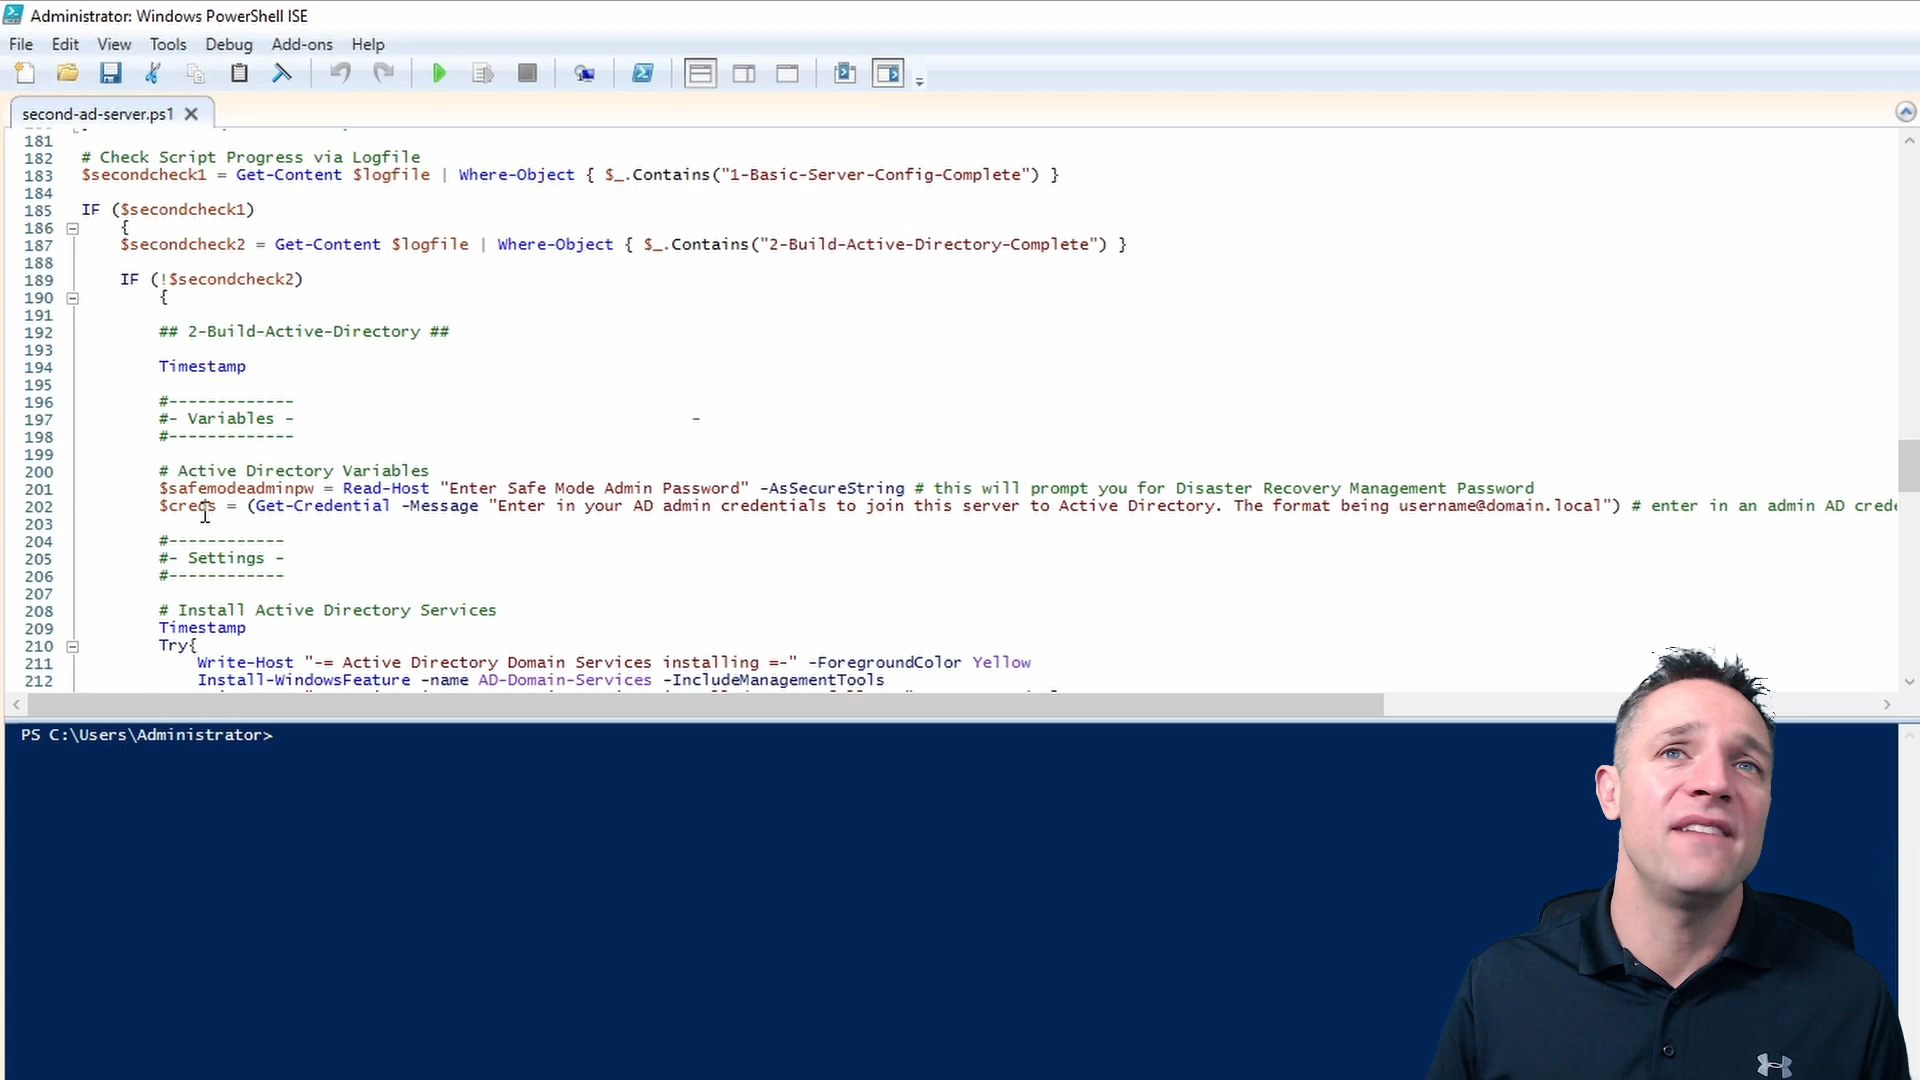 Administrator: Windows PowerShell ISE
File Edit View Tools Debug Add-ons Help
second-ad-server.ps1
181
182 # Check Script Progress via Logfile
183 $secondcheck1 = Get-Content $logfile | Where-Object { $_.Contains("1-Basic-Server-Config-Complete") }
184
185 IF ($secondcheck1)
186 {
187 $secondcheck2 = Get-Content $logfile | Where-Object { $_.Contains("2-Build-Active-Directory-Complete") }
188
189 IF (!$secondcheck2)
190 {
191
192 ## 2-Build-Active-Directory ##
193
194 Timestamp
195
196 #-------------
197 #- Variables -                                          -
198 #-------------
199
200 # Active Directory Variables
201 $safemodeadminpw = Read-Host "Enter Safe Mode Admin Password" -AsSecureString # this will prompt you for Disaster Recovery Management Password
202 $creds = (Get-Credential -Message "Enter in your AD admin credentials to join this server to Active Directory. The format being username@domain.local") # enter in an admin AD crede
203
204 #------------
205 #- Settings -
206 #------------
207
208 # Install Active Directory Services
209 Timestamp
210 Try{
211 Write-Host "-= Active Directory Domain Services installing =-" -ForegroundColor Yellow
212 Install-WindowsFeature -name AD-Domain-Services -IncludeManagementTools
PS C:\Users\Administrator>